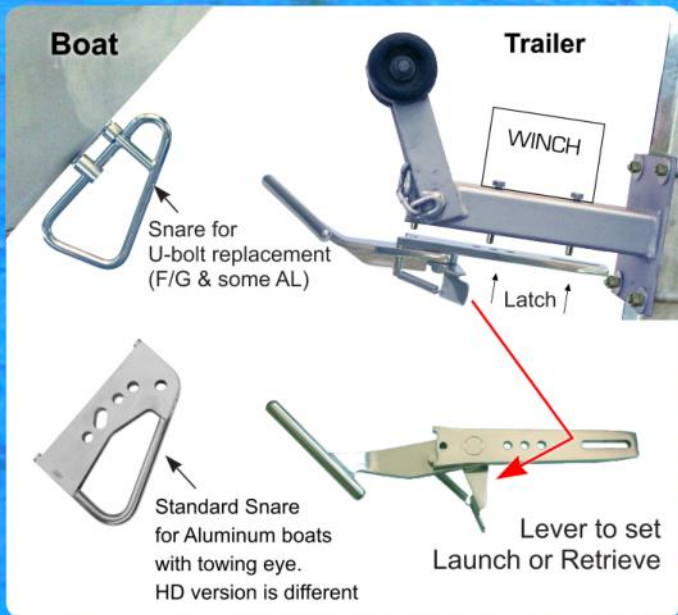 Boat
Trailer
WINCH
Snare for
U-bolt replacement
(F/G & some AL)
Latch
Standard Snare
for Aluminum boats
with towing eye.
HD version is different
Lever to set
Launch or Retrieve